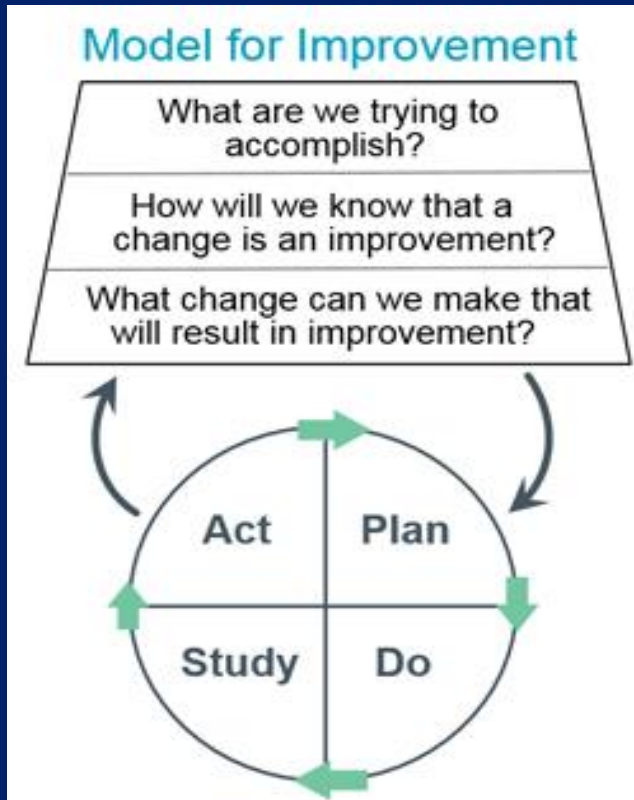 Model for Improvement
What are we trying to
accomplish?
How will we know that a
change is an improvement?
What change can we make that
will result in improvement?
Act
Plan
Study
Do